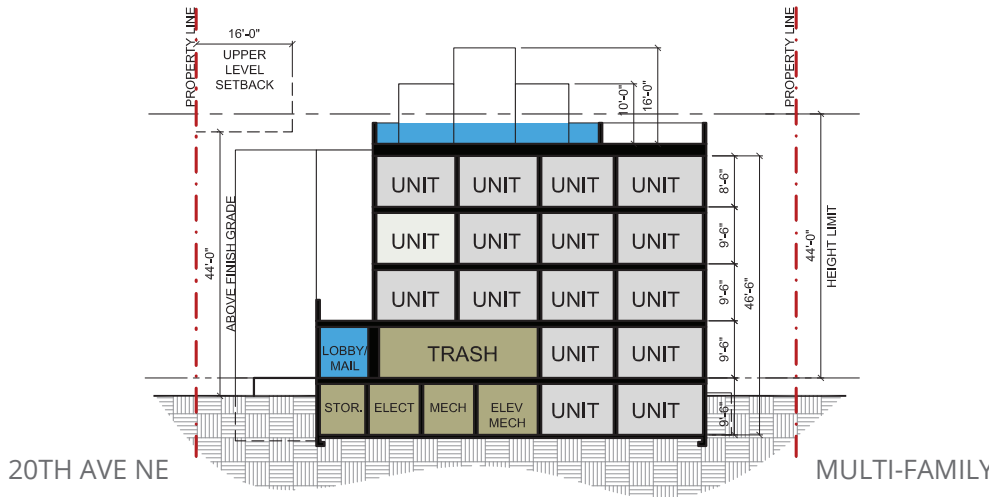 PROPERTY LINE
16'-0"
UPPER
LEVEL
SETBACK
PROPERTY LINE
10'-0"
16'-0"
44'-0"
ABOVE FINISH GRADE
UNIT UNIT UNIT UNIT
8'-6"
UNIT UNIT UNIT UNIT
9'-6"
UNIT UNIT UNIT UNIT
9'-6"
46'-6"
44'-0"
HEIGHT LIMIT
LOBBY/
MAIL
TRASH
UNIT UNIT
9'-6"
STOR. ELECT MECH ELEV
MECH
UNIT UNIT
9'-6"
20TH AVE NE
MULTI-FAMILY